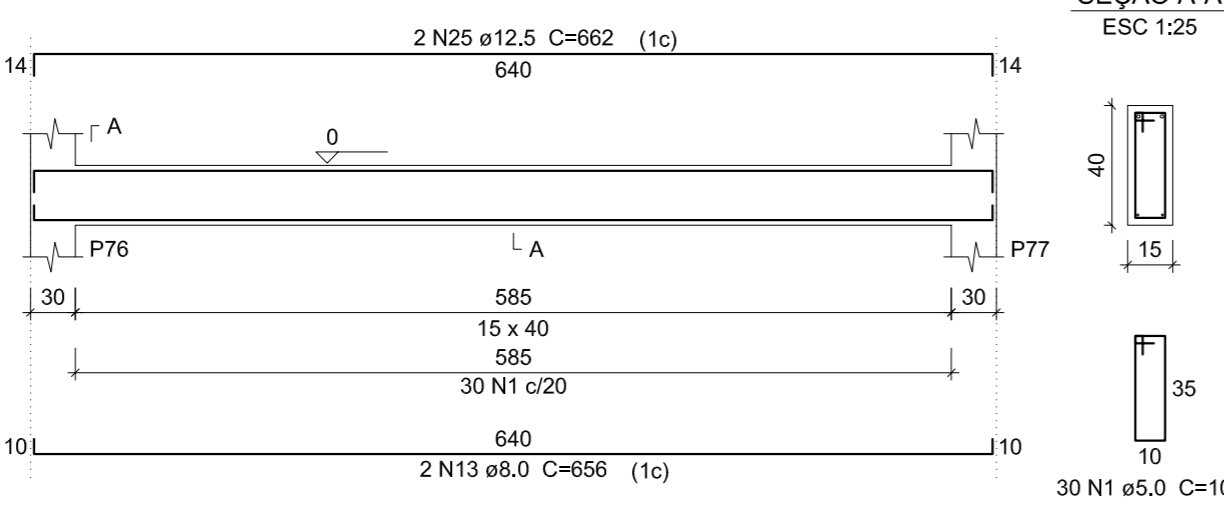 SEÇÃO A-A
ESC 1:25
2 N25 ø12.5 C=662 (1c)
14 640 14
A
0
P76
A
P77
30 585 30
15 x 40
585
30 N1 c/20
10 640 10
2 N13 ø8.0 C=656 (1c)
40
15
35
10
30 N1 ø5.0